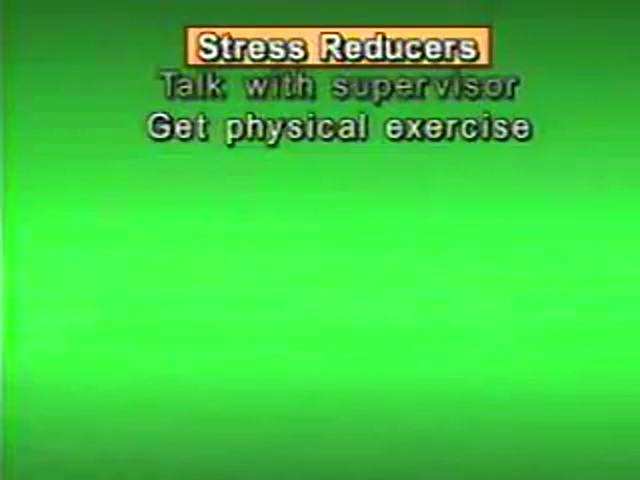 Stress Reducers
Talk with supervisor
Get physical exercise